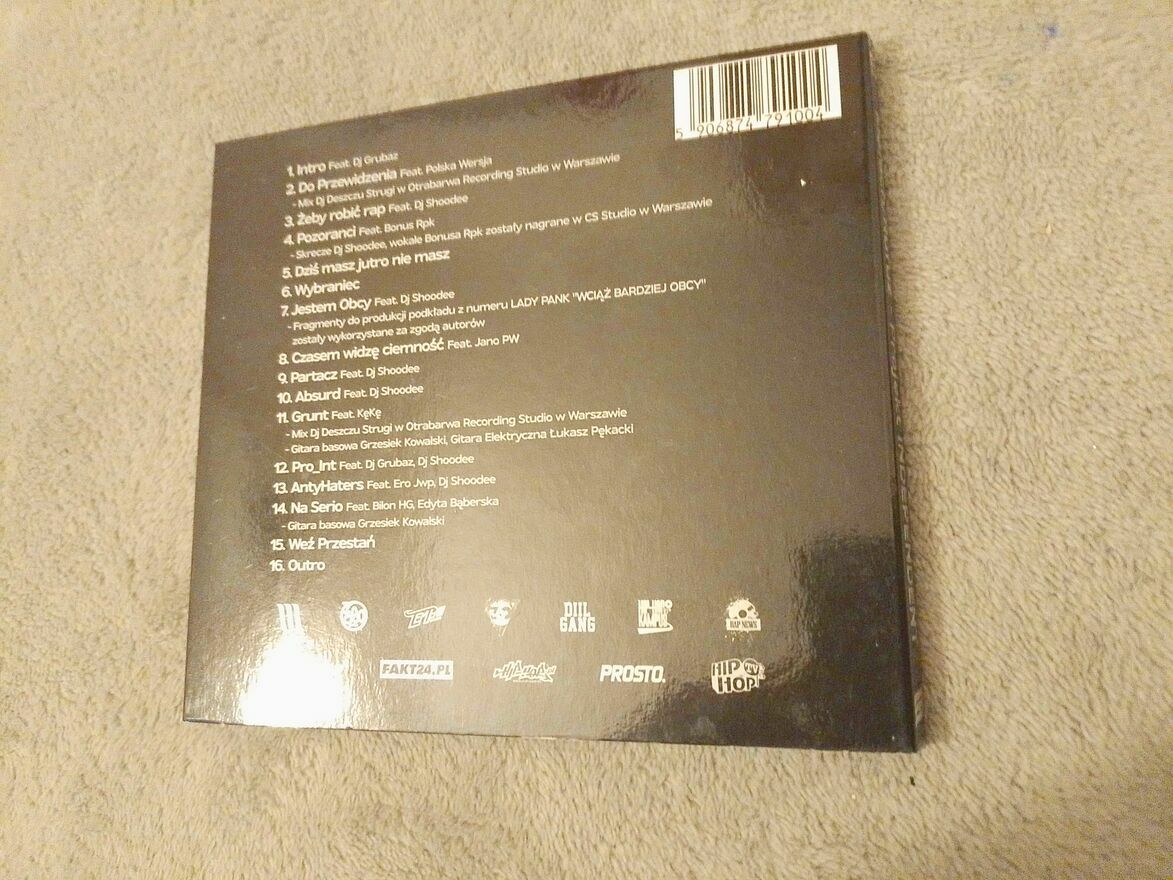 5 906874 791004
1. Intro Feat. Dj Grubaz
2. Do Przewidzenia Feat. Polska Wersja
- Mix Dj Deszczu Strugi w Otrabarwa Recording Studio w Warszawie
3. Żeby robić rap Feat. Dj Shoodee
4. Pozoranci Feat. Bonus Rpk
- Skrecze Dj Shoodee, wokale Bonusa Rpk zostały nagrane w CS Studio w Warszawie
5. Dziś masz jutro nie masz
6. Wybraniec
7. Jestem Obcy Feat. Dj Shoodee
- Fragmenty do produkcji podkładu z numeru LADY PANK "WCIĄŻ BARDZIEJ OBCY"
zostały wykorzystane za zgodą autorów
8. Czasem widzę ciemność Feat. Jano PW
9. Partacz Feat. Dj Shoodee
10. Absurd Feat. Dj Shoodee
11. Grunt Feat. KęKę
- Mix Dj Deszczu Strugi w Otrabarwa Recording Studio w Warszawie
- Gitara basowa Grzesiek Kowalski, Gitara Elektryczna Łukasz Pękacki
12. Pro_Int Feat. Dj Grubaz, Dj Shoodee
13. AntyHaters Feat. Ero Jwp, Dj Shoodee
14. Na Serio Feat. Bilon HG, Edyta Bąberska
- Gitara basowa Grzesiek Kowalski
15. Weź Przestań
16. Outro
DIIL GANG
RAP NEWS
FAKT24.PL
PROSTO.
HIP HOP TV